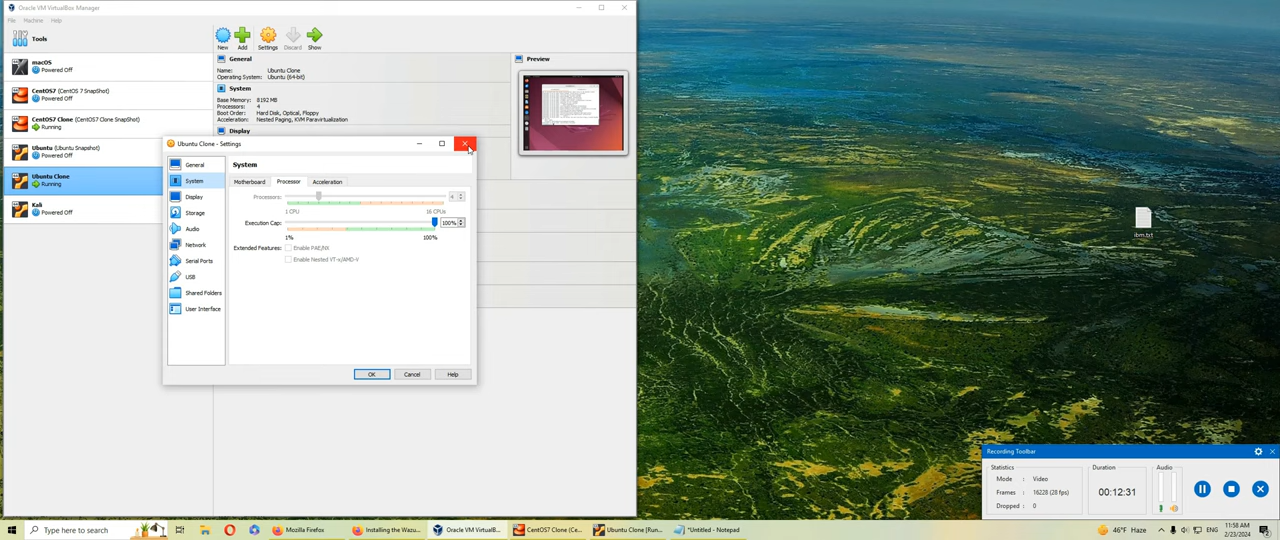 Oracle VM VirtualBox Manager
File Machine Help
Tools
New Add Settings Discard Show
macOS
Powered Off
CentOS7 (CentOS 7 SnapShot)
Powered Off
CentOS7 Clone (CentOS7 Clone SnapShot)
Running
Ubuntu (Ubuntu Snapshot)
Powered Off
Ubuntu Clone
Running
Kali
Powered Off
General
Name: Ubuntu Clone
Operating System: Ubuntu (64-bit)
System
Base Memory: 8192 MB
Processors: 4
Boot Order: Hard Disk, Optical, Floppy
Acceleration: Nested Paging, KVM Paravirtualization
Display
Preview
Ubuntu Clone - Settings
General
System
Display
Storage
Audio
Network
Serial Ports
USB
Shared Folders
User Interface
System
Motherboard Processor Acceleration
Processors: 4
1 CPU 16 CPUs
Execution Cap: 100%
1% 100%
Extended Features: Enable PAE/NX
Enable Nested VT-x/AMD-V
OK Cancel Help
ibm.txt
Recording Toolbar
Statistics
Mode : Video
Frames : 16228 (28 fps)
Dropped : 0
Duration
00:12:31
Audio
Type here to search
Mozilla Firefox
Installing the Wazu...
Oracle VM VirtualB...
CentOS7 Clone (Ce...
Ubuntu Clone [Run...
*Untitled - Notepad
46°F Haze
ENG
11:58 AM
2/23/2024
2